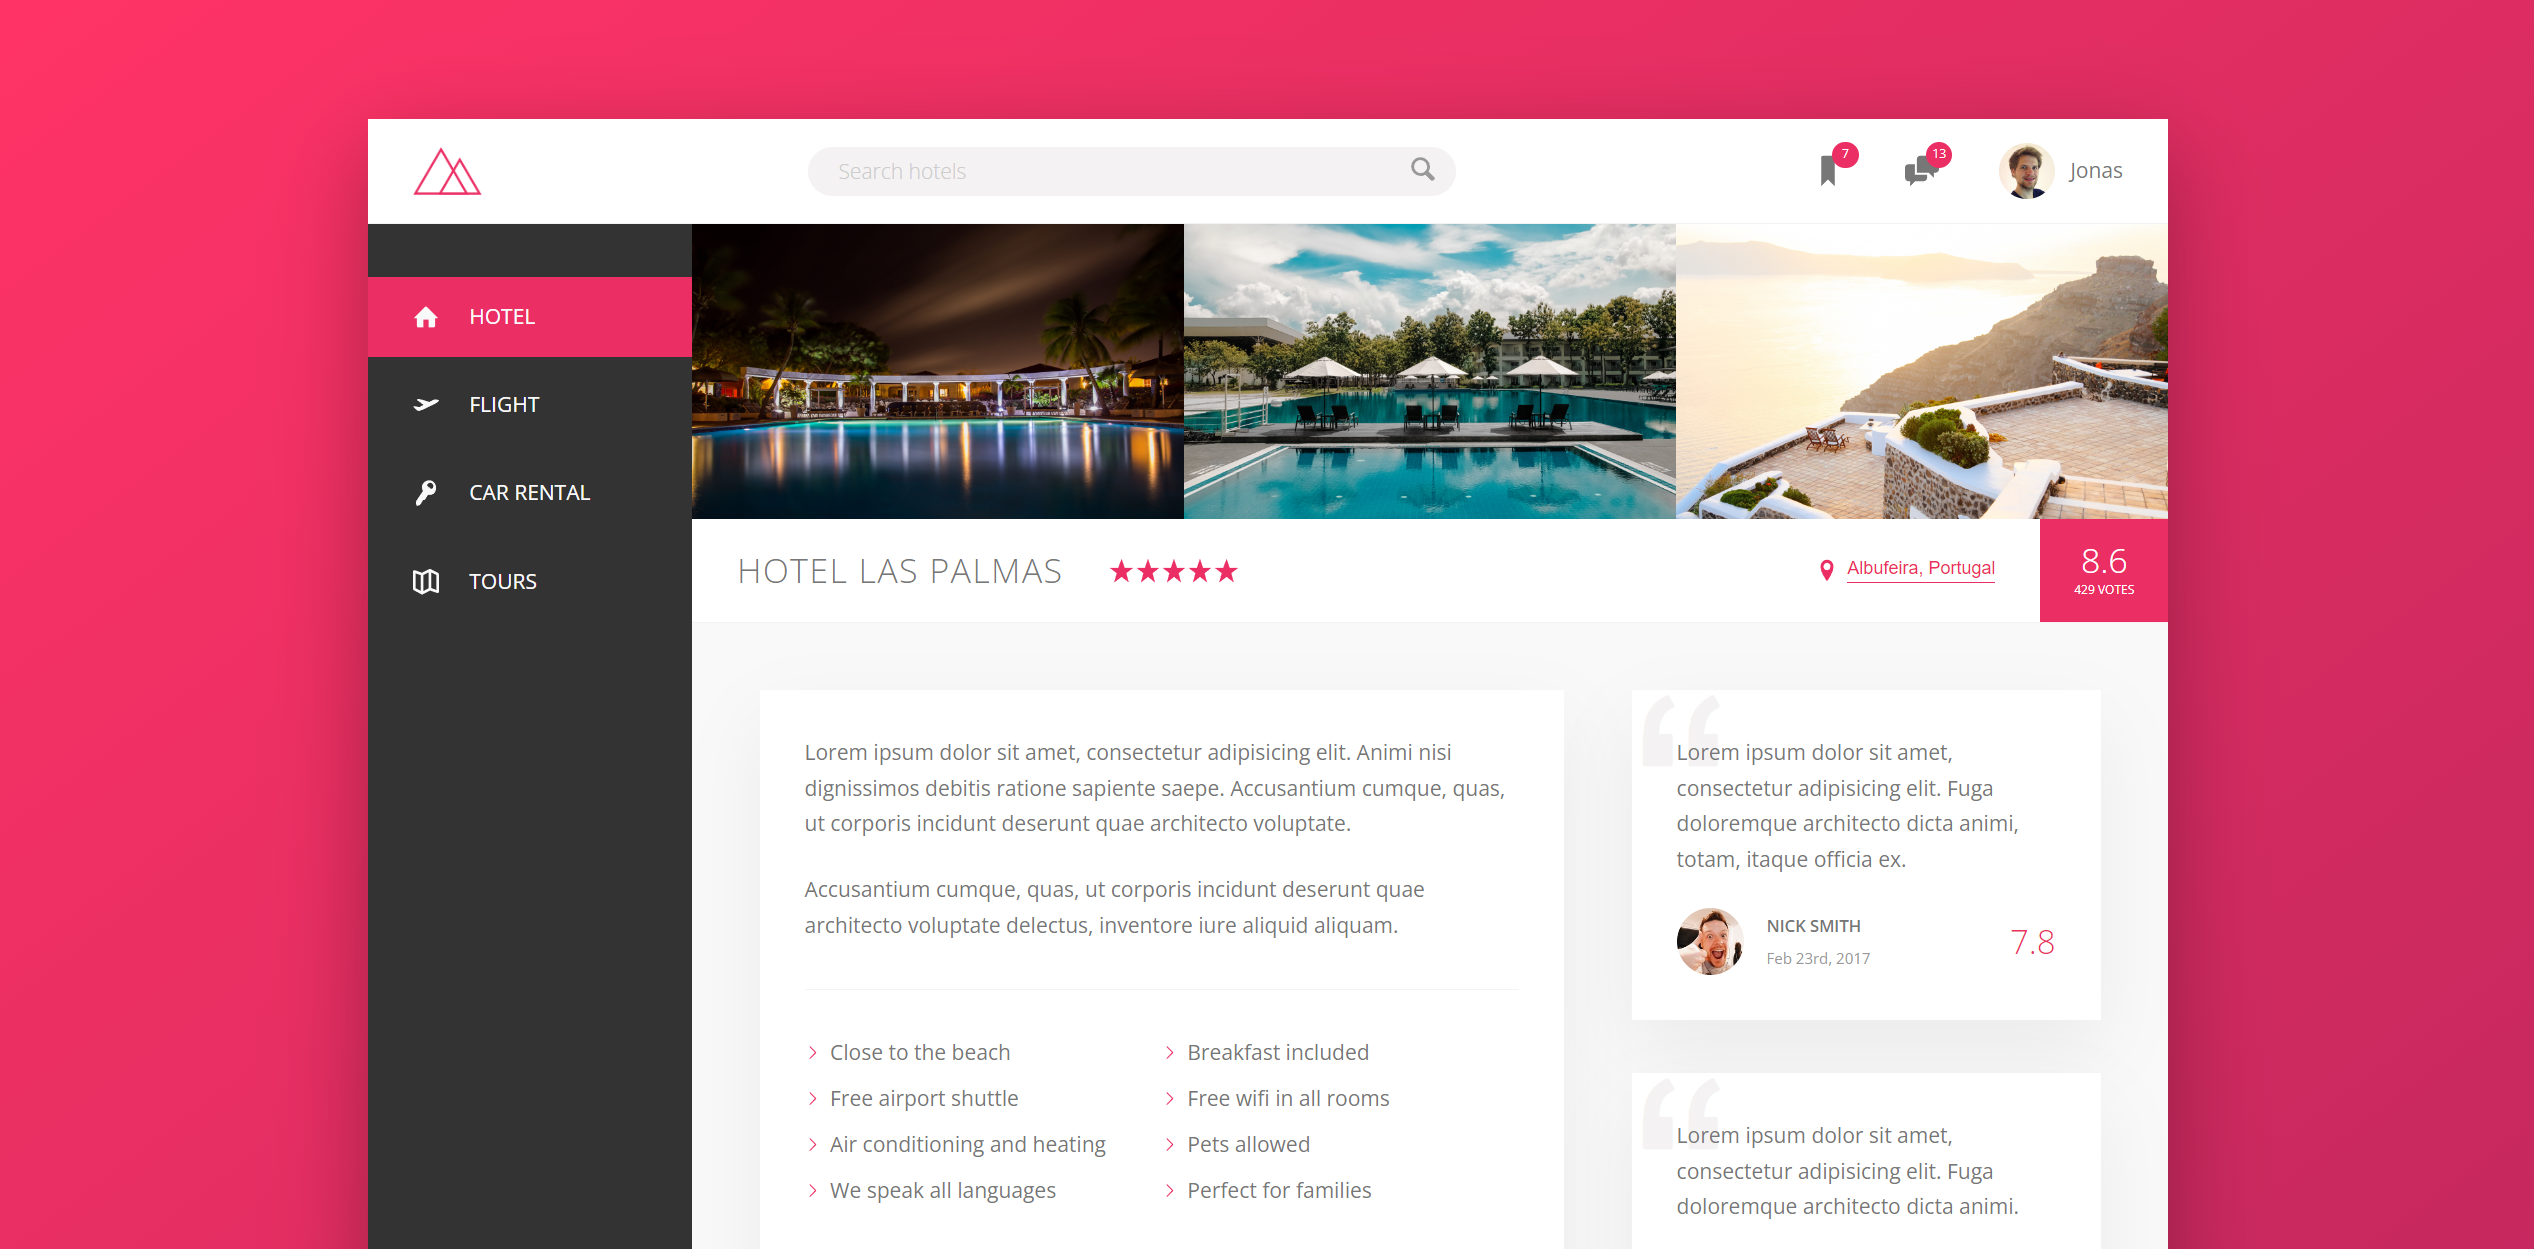 Search hotels
7
13
Jonas
HOTEL
FLIGHT
CAR RENTAL
TOURS
HOTEL LAS PALMAS
Albufeira, Portugal
8.6
429 VOTES
Lorem ipsum dolor sit amet, consectetur adipisicing elit. Animi nisi
dignissimos debitis ratione sapiente saepe. Accusantium cumque, quas,
ut corporis incidunt deserunt quae architecto voluptate.
Accusantium cumque, quas, ut corporis incidunt deserunt quae
architecto voluptate delectus, inventore iure aliquid aliquam.
Close to the beach
Free airport shuttle
Air conditioning and heating
We speak all languages
Breakfast included
Free wifi in all rooms
Pets allowed
Perfect for families
“
Lorem ipsum dolor sit amet,
consectetur adipisicing elit. Fuga
doloremque architecto dicta animi,
totam, itaque officia ex.
NICK SMITH
Feb 23rd, 2017
7.8
“
Lorem ipsum dolor sit amet,
consectetur adipisicing elit. Fuga
doloremque architecto dicta animi.